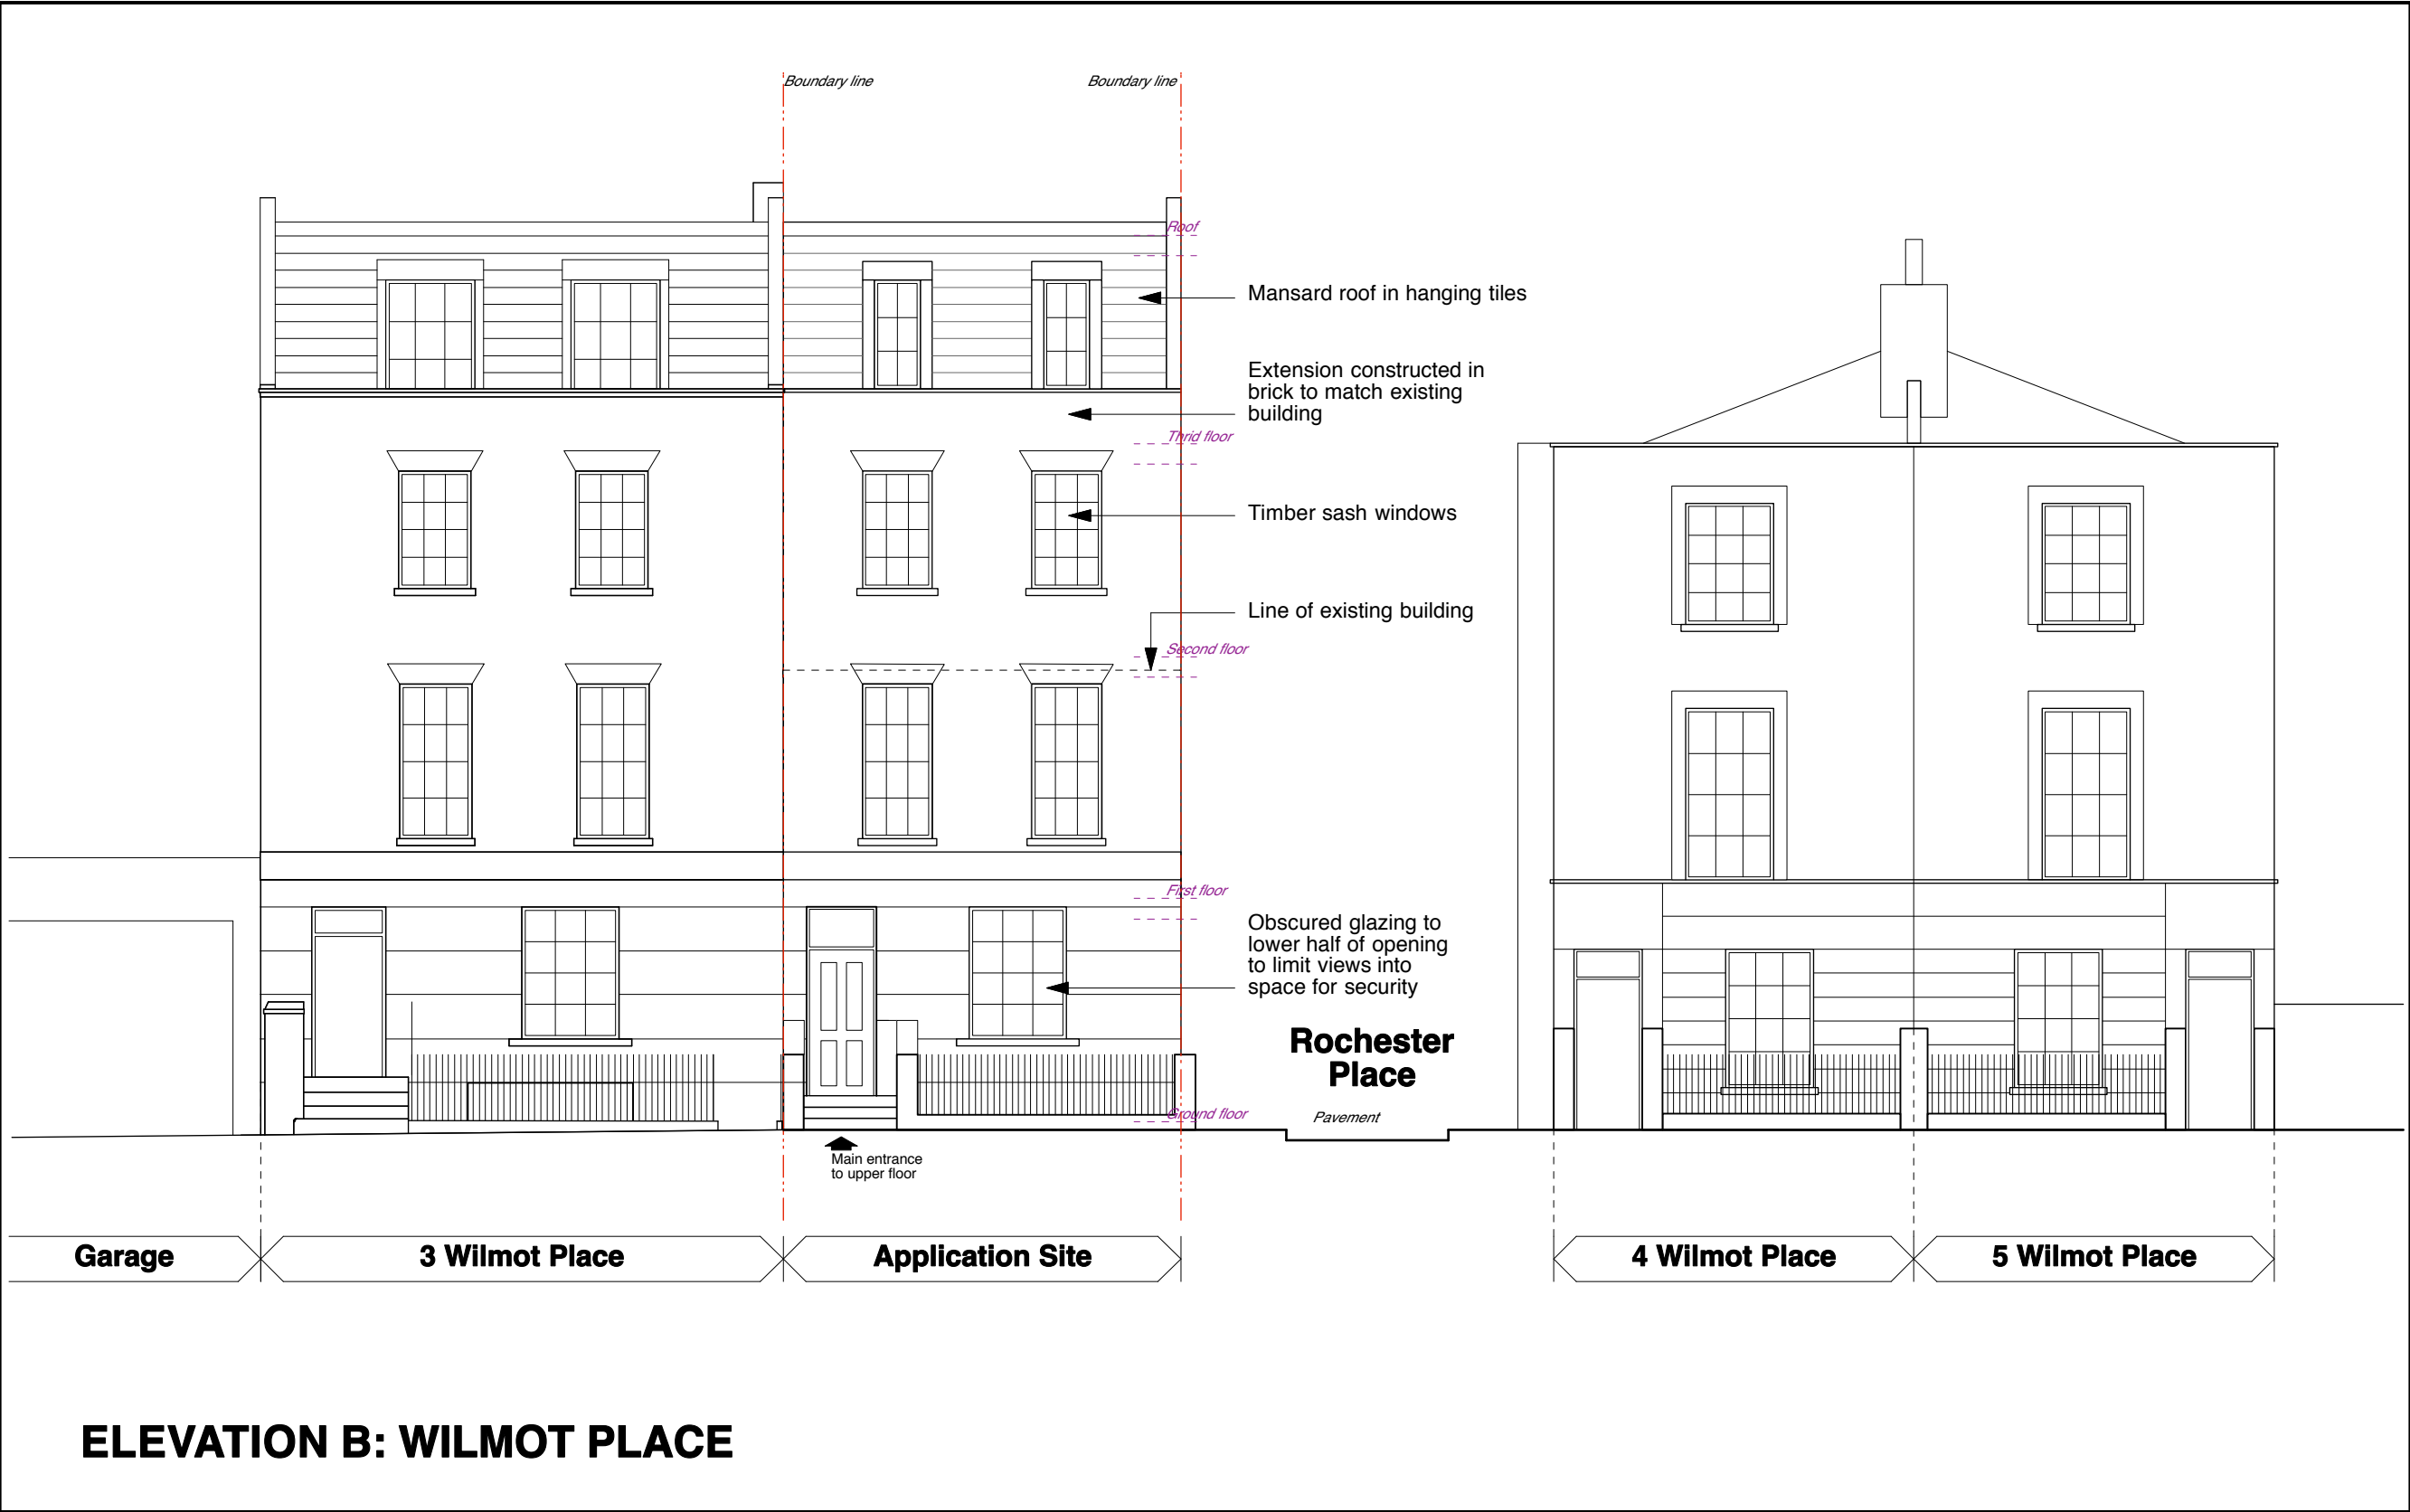 Boundary line
Boundary line
Roof
Mansard roof in hanging tiles
Extension constructed in
brick to match existing
building
Thrid floor
Timber sash windows
Line of existing building
Second floor
First floor
Obscured glazing to
lower half of opening
to limit views into
space for security
Rochester
Place
Ground floor
Pavement
Main entrance
to upper floor
Garage
3 Wilmot Place
Application Site
4 Wilmot Place
5 Wilmot Place
ELEVATION B: WILMOT PLACE